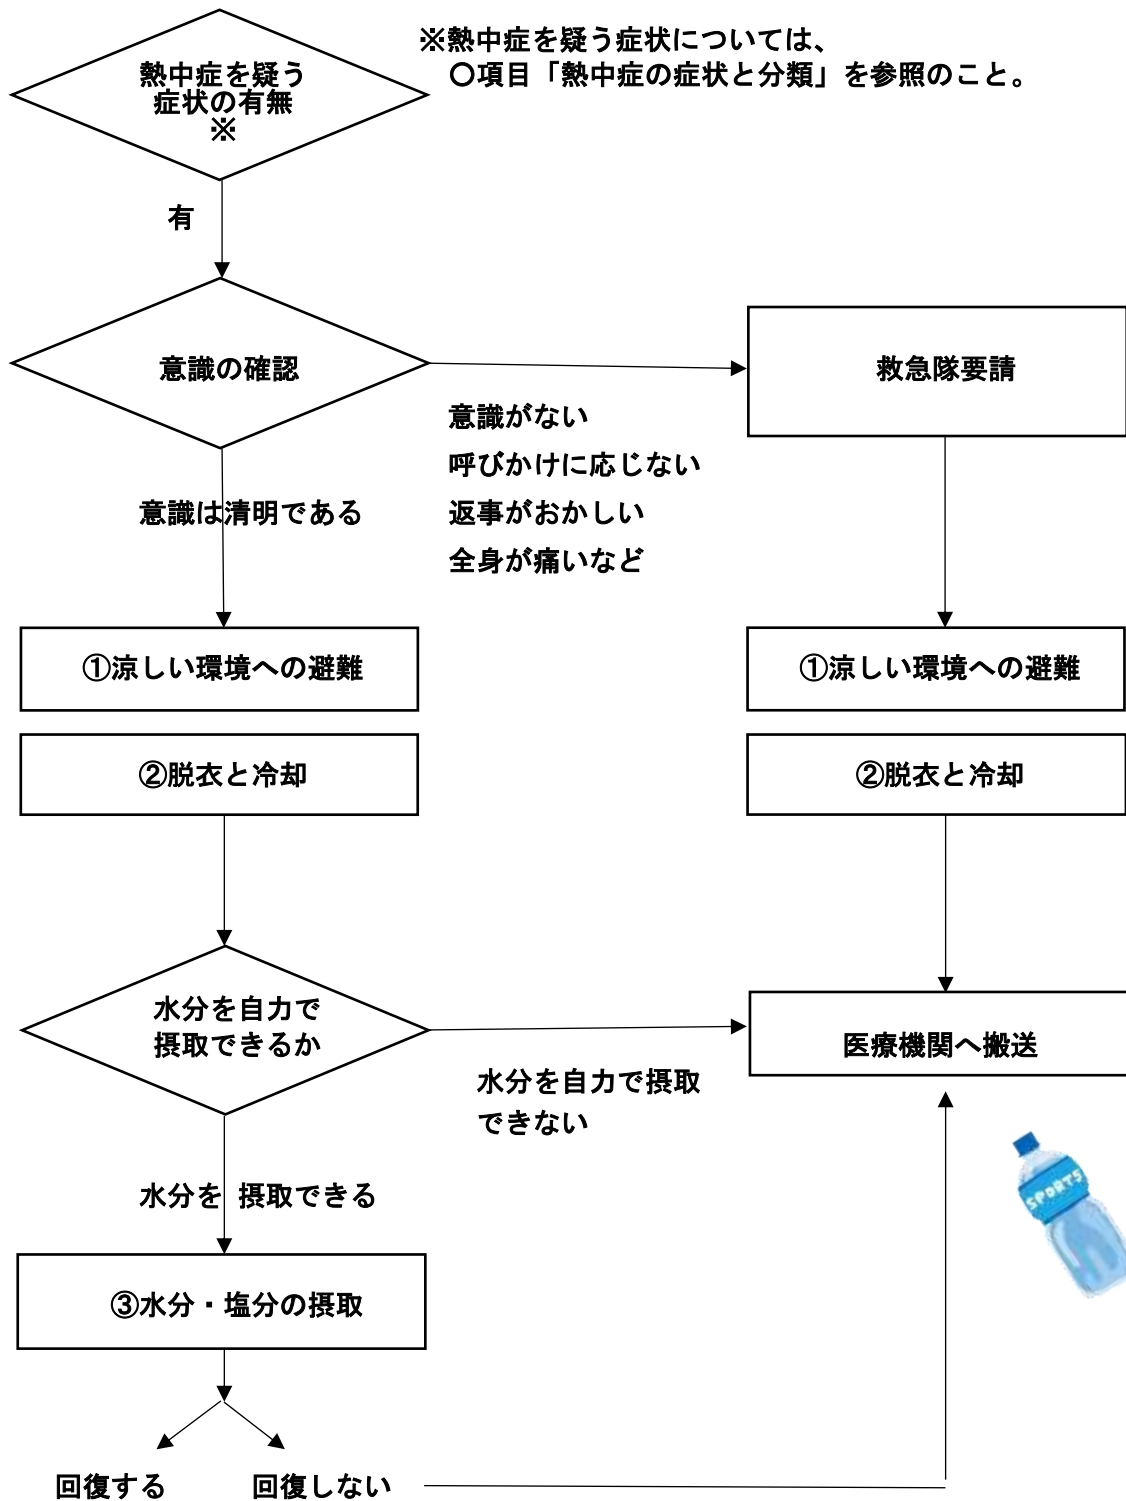 熱中症を疑う
症状の有無
※
※熱中症を疑う症状については、
〇項目「熱中症の症状と分類」を参照のこと。
有
意識の確認
救急隊要請
意識がない
呼びかけに応じない
返事がおかしい
全身が痛いなど
意識は清明である
①涼しい環境への避難
①涼しい環境への避難
②脱衣と冷却
②脱衣と冷却
水分を自力で
摂取できるか
医療機関へ搬送
水分を自力で摂取
できない
SPORTS
水分を 摂取できる
③水分・塩分の摂取
回復する
回復しない